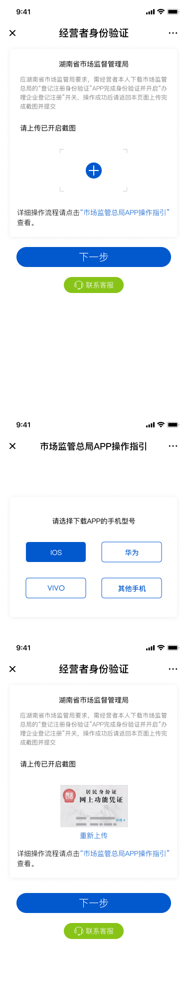 9:41
经营者身份验证
湖南省市场监督管理局
应湖南省市场监管局要求，需经营者本人下载市场监管
总局的“登记注册身份验证”APP完成身份验证并开启“办
理企业登记注册”开关，操作成功后请返回本页面上传完
成截图并提交
请上传已开启截图
详细操作流程请点击“市场监管总局APP操作指引”
查看。
下一步
联系客服
9:41
市场监管总局APP操作指引
请选择下载APP的手机型号
IOS
华为
VIVO
其他手机
9:41
经营者身份验证
湖南省市场监督管理局
应湖南省市场监管局要求，需经营者本人下载市场监管
总局的“登记注册身份验证”APP完成身份验证并开启“办
理企业登记注册”开关，操作成功后请返回本页面上传完
成截图并提交
请上传已开启截图
网证
CTID
居民身份证
网上功能凭证
详情
重新上传
详细操作流程请点击“市场监管总局APP操作指引”
查看。
下一步
联系客服